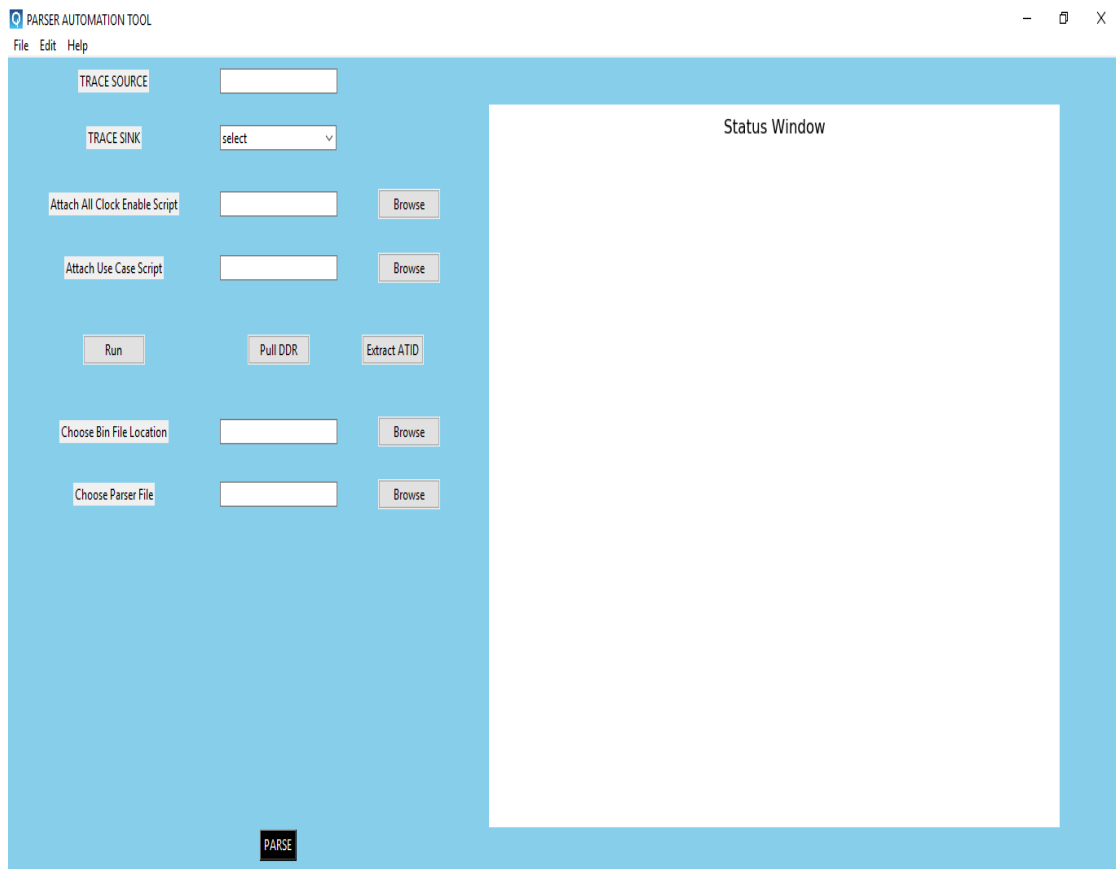 PARSER AUTOMATION TOOL
File Edit Help
TRACE SOURCE
Status Window
TRACE SINK select
Attach All Clock Enable Script Browse
Attach Use Case Script Browse
Run Pull DDR Extract ATID
Choose Bin File Location Browse
Choose Parser File Browse
PARSE